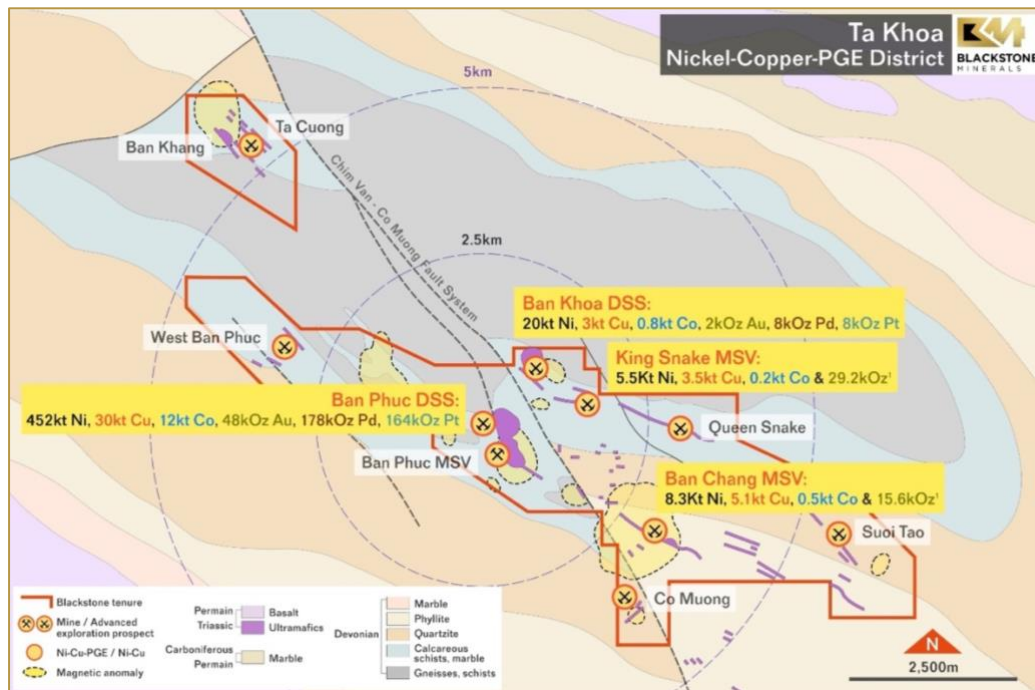 Ta Khoa
Nickel-Copper-PGE District
BLACKSTONE
MINERALS
5km
Ta Cuong
Ban Khang
Chim Van - Co Muong Fault System
2.5km
Ban Khoa DSS:
20kt Ni, 3kt Cu, 0.8kt Co, 2kOz Au, 8kOz Pd, 8kOz Pt
West Ban Phuc
King Snake MSV:
5.5Kt Ni, 3.5kt Cu, 0.2kt Co & 29.2kOz¹
Ban Phuc DSS:
452kt Ni, 30kt Cu, 12kt Co, 48kOz Au, 178kOz Pd, 164kOz Pt
Queen Snake
Ban Phuc MSV
Ban Chang MSV:
8.3Kt Ni, 5.1kt Cu, 0.5kt Co & 15.6kOz¹
Suoi Tao
Co Muong
Blackstone tenure
Mine / Advanced
exploration prospect
Ni-Cu-PGE / Ni-Cu
Magnetic anomaly
Permain
Triassic
Basalt
Ultramafics
Carboniferous
Permain
Marble
Devonian
Marble
Phyllite
Quartzite
Calcareous
schists, marble
Gneisses, schists
N
2,500m